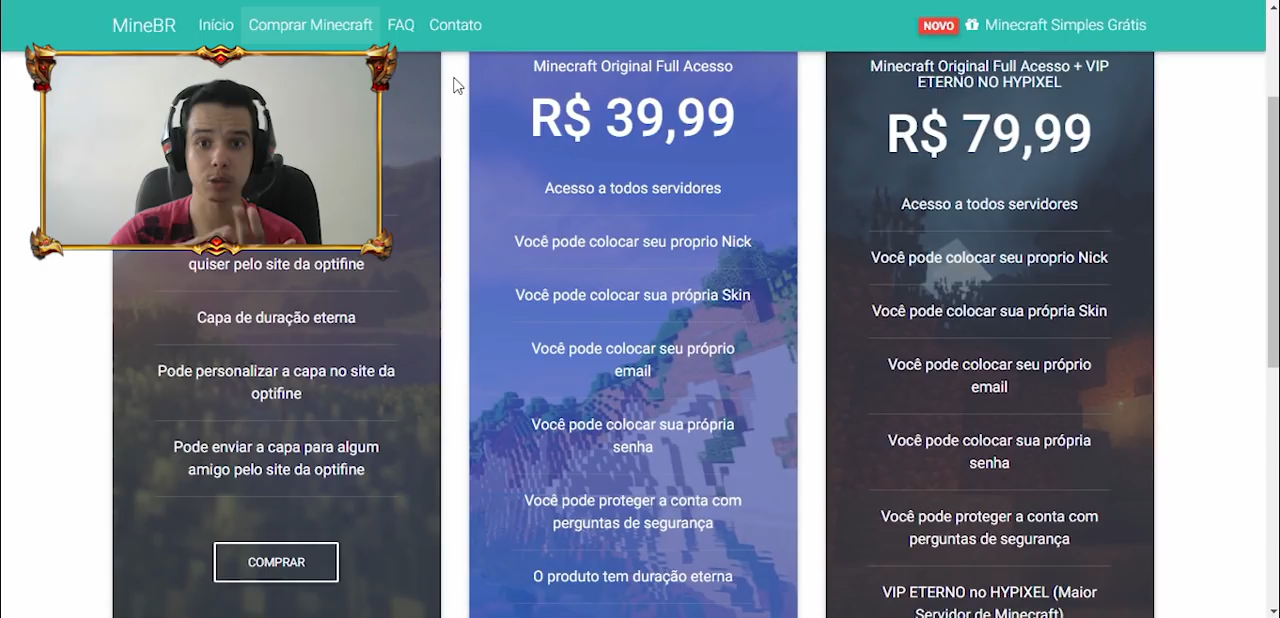 MineBR Início Comprar Minecraft FAQ Contato NOVO Minecraft Simples Grátis
quiser pelo site da optifine
Capa de duração eterna
Pode personalizar a capa no site da
optifine
Pode enviar a capa para algum
amigo pelo site da optifine
COMPRAR
Minecraft Original Full Acesso
R$ 39,99
Acesso a todos servidores
Você pode colocar seu proprio Nick
Você pode colocar sua própria Skin
Você pode colocar seu próprio
email
Você pode colocar sua própria
senha
Você pode proteger a conta com
perguntas de segurança
O produto tem duração eterna
Minecraft Original Full Acesso + VIP
ETERNO NO HYPIXEL
R$ 79,99
Acesso a todos servidores
Você pode colocar seu proprio Nick
Você pode colocar sua própria Skin
Você pode colocar seu próprio
email
Você pode colocar sua própria
senha
Você pode proteger a conta com
perguntas de segurança
VIP ETERNO no HYPIXEL (Maior
Servidor de Minecraft)